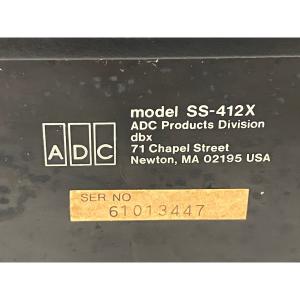 model SS-412X
ADC Products Division
dbx
71 Chapel Street
Newton, MA 02195 USA
ADC
SER NO
61013447